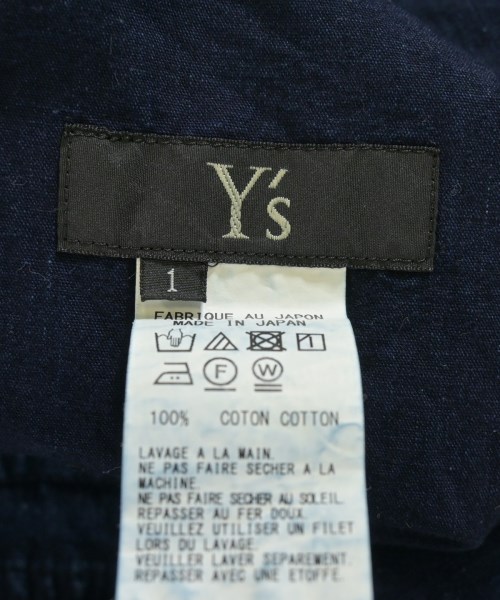 Y's
1
FABRIQUE AU JAPON
MADE IN JAPAN
1
F W
100% COTON COTTON
LAVAGE A LA MAIN.
NE PAS FAIRE SECHER A LA
MACHINE.
NE PAS FAIRE SECHER AU SOLEIL.
REPASSER AU FER DOUX.
VEUILLEZ UTILISER UN FILET
LORS DU LAVAGE.
VEUILLER LAVER SEPAREMENT.
REPASSER AVEC UNE ETOFFE.